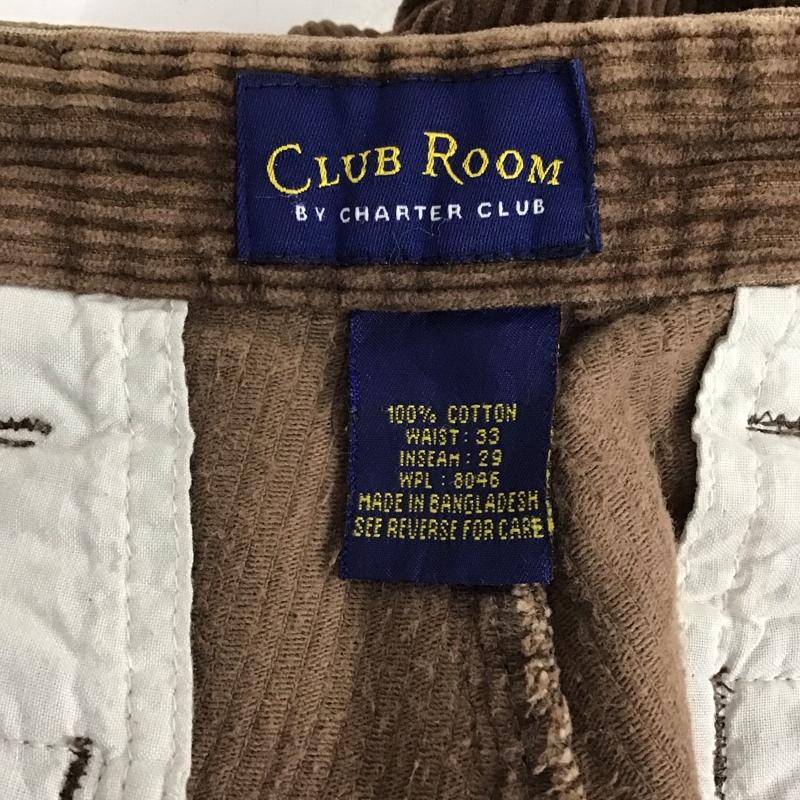 CLUB ROOM
BY CHARTER CLUB
100% COTTON
WAIST: 33
INSEAM: 29
WPL: 8046
MADE IN BANGLADESH
SEE REVERSE FOR CARE